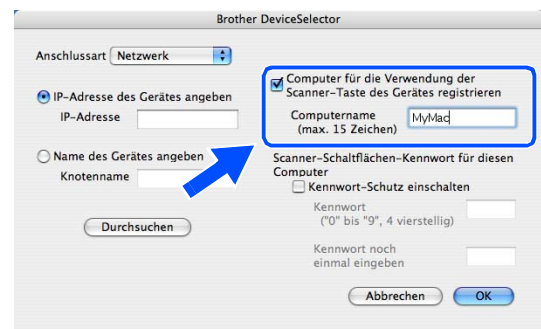 Brother DeviceSelector
Anschlussart Netzwerk
IP-Adresse des Gerätes angeben
IP-Adresse
Name des Gerätes angeben
Knotenname
Durchsuchen
Computer für die Verwendung der
Scanner-Taste des Gerätes registrieren
Computername MyMac
(max. 15 Zeichen)
Scanner-Schaltflächen-Kennwort für diesen
Computer
Kennwort-Schutz einschalten
Kennwort
("0" bis "9", 4 vierstellig)
Kennwort noch
einmal eingeben
Abbrechen OK